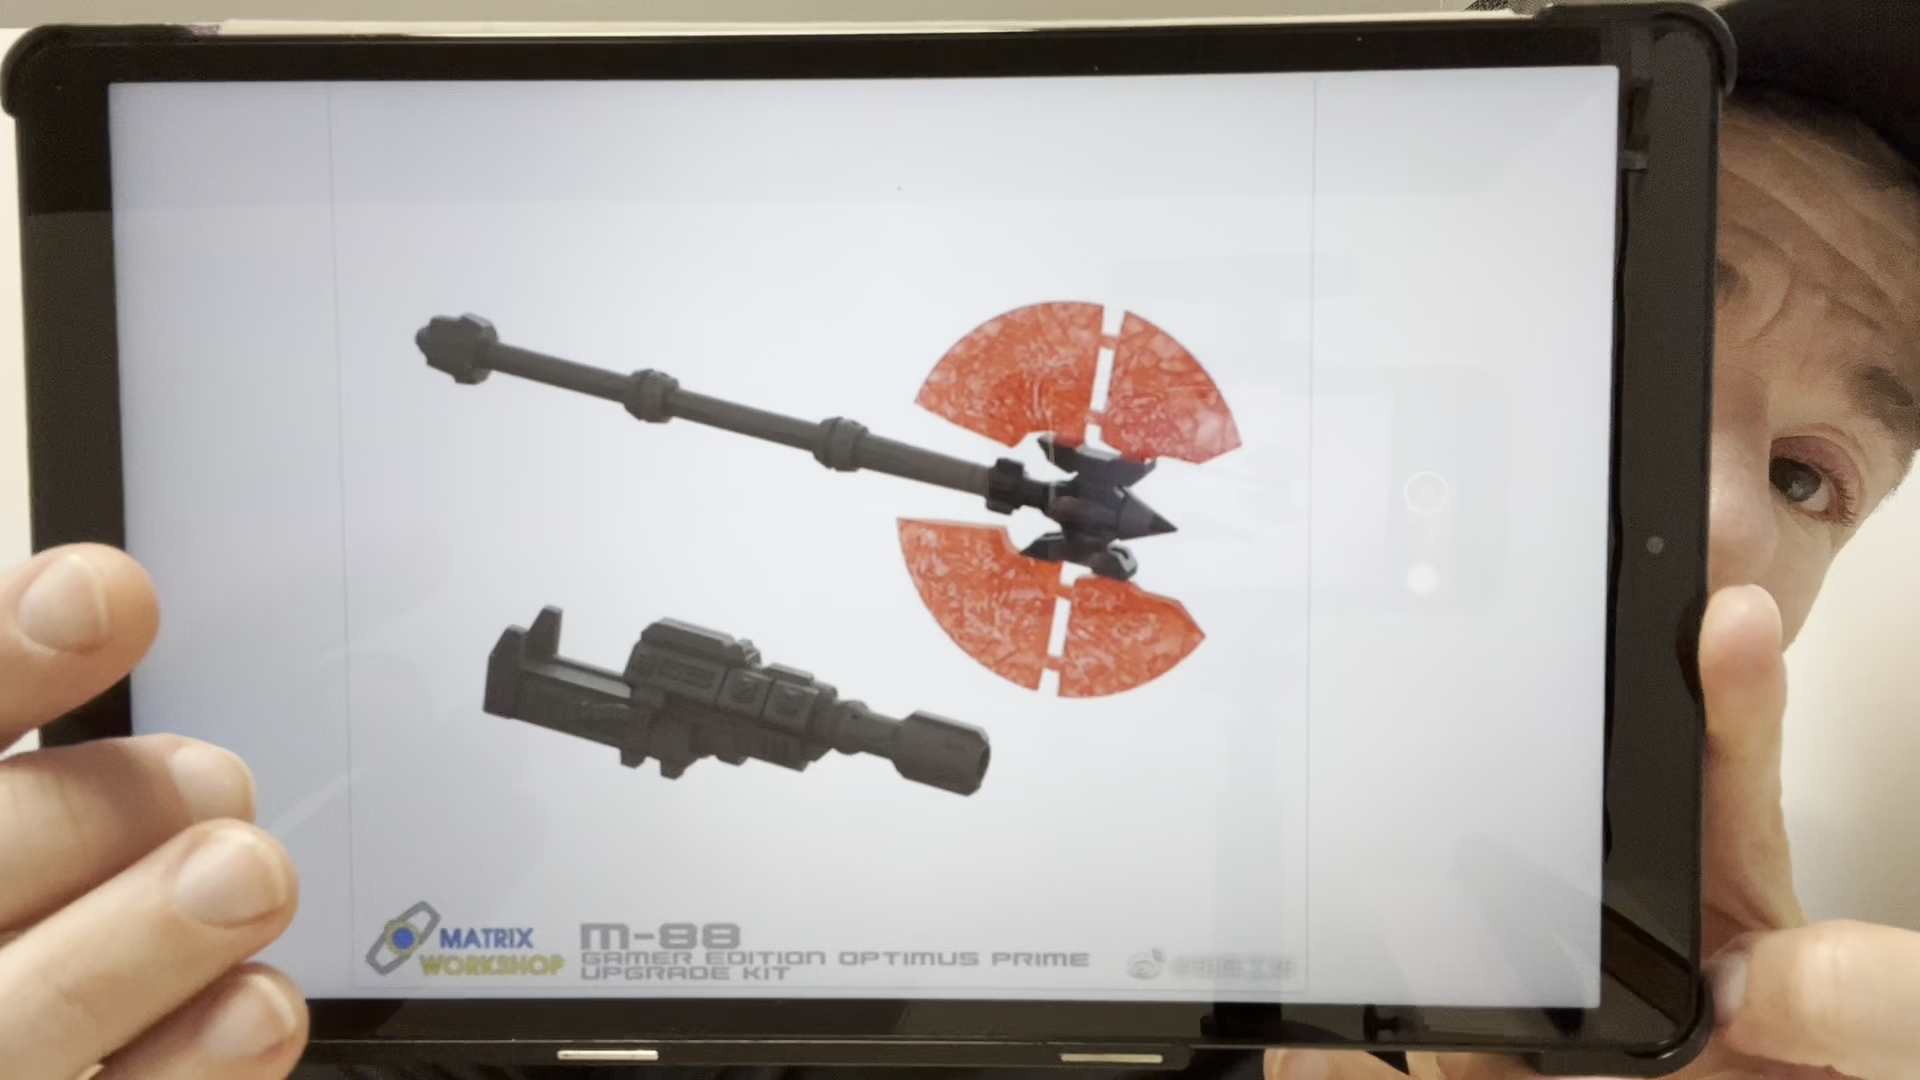 MATRIX
WORKSHOP
M-88
GAMER EDITION OPTIMUS PRIME
UPGRADE KIT